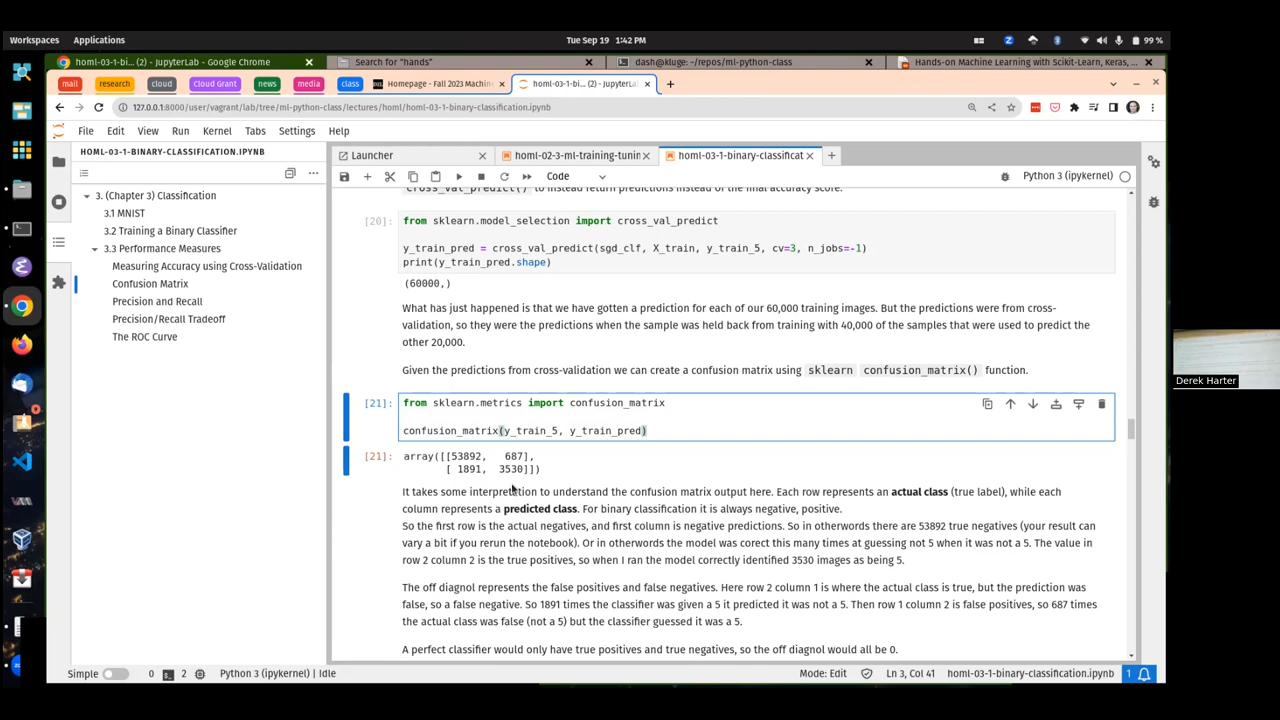 Workspaces Applications Tue Sep 19 1:42 PM 99 %
homl-03-1-bi... (2) - JupyterLab - Google Chrome Search for "hands" dash@kluge: ~/repos/ml-python-class Hands-on Machine Learning with Scikit-Learn, Keras, ...
mail research cloud Cloud Grant news media class Homepage - Fall 2023 Machin homl-03-1-bi... (2) - JupyterL
127.0.0.1:8000/user/vagrant/lab/tree/ml-python-class/lectures/homl/homl-03-1-binary-classification.ipynb
File Edit View Run Kernel Tabs Settings Help
HOML-03-1-BINARY-CLASSIFICATION.IPYNB
Launcher homl-02-3-ml-training-tunin homl-03-1-binary-classificat
Code Python 3 (ipykernel)
3. (Chapter 3) Classification
3.1 MNIST
3.2 Training a Binary Classifier
3.3 Performance Measures
Measuring Accuracy using Cross-Validation
Confusion Matrix
Precision and Recall
Precision/Recall Tradeoff
The ROC Curve
cross_val_predict() to instead return predictions instead of the final accuracy score.
[20]: from sklearn.model_selection import cross_val_predict
y_train_pred = cross_val_predict(sgd_clf, X_train, y_train_5, cv=3, n_jobs=-1)
print(y_train_pred.shape)
(60000,)
What has just happened is that we have gotten a prediction for each of our 60,000 training images. But the predictions were from cross-
validation, so they were the predictions when the sample was held back from training with 40,000 of the samples that were used to predict the
other 20,000.
Given the predictions from cross-validation we can create a confusion matrix using sklearn confusion_matrix() function.
[21]: from sklearn.metrics import confusion_matrix
confusion_matrix(y_train_5, y_train_pred)
[21]: array([[53892, 687],
[ 1891, 3530]])
It takes some interpretation to understand the confusion matrix output here. Each row represents an actual class (true label), while each
column represents a predicted class. For binary classification it is always negative, positive.
So the first row is the actual negatives, and first column is negative predictions. So in otherwords there are 53892 true negatives (your result can
vary a bit if you rerun the notebook). Or in otherwords the model was corect this many times at guessing not 5 when it was not a 5. The value in
row 2 column 2 is the true positives, so when I ran the model correctly identified 3530 images as being 5.
The off diagnol represents the false positives and false negatives. Here row 2 column 1 is where the actual class is true, but the prediction was
false, so a false negative. So 1891 times the classifier was given a 5 it predicted it was not a 5. Then row 1 column 2 is false positives, so 687 times
the actual class was false (not a 5) but the classifier guessed it was a 5.
A perfect classifier would only have true positives and true negatives, so the off diagnol would all be 0.
Simple 0 2 Python 3 (ipykernel) | Idle Mode: Edit Ln 3, Col 41 homl-03-1-binary-classification.ipynb 1
Derek Harter